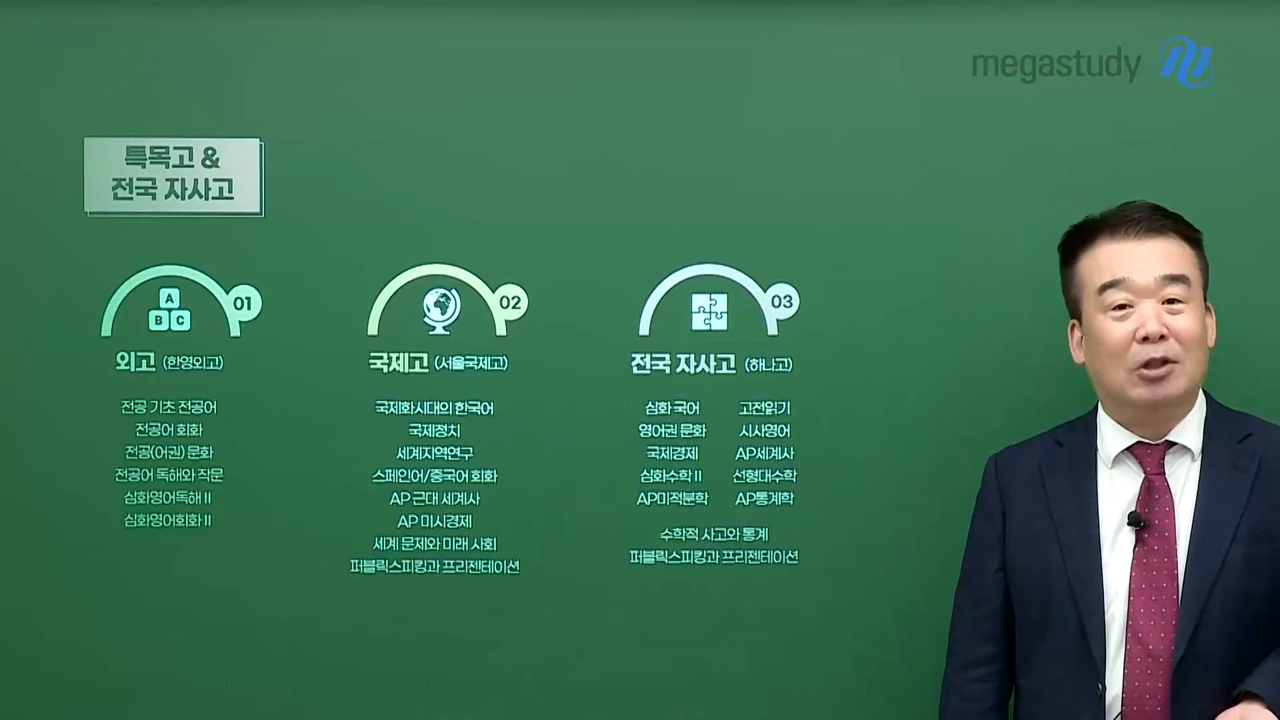 megastudy
특목고 &
전국 자사고
A
B C
01
외고 (한영외고)
전공 기초 전공어
전공어 회화
전공(어권) 문화
전공어 독해와 작문
심화영어독해 II
심화영어회화 II
02
국제고 (서울국제고)
국제화시대의 한국어
국제정치
세계지역연구
스페인어/중국어 회화
AP 근대 세계사
AP 미시경제
세계 문제와 미래 사회
퍼블릭스피킹과 프리젠테이션
03
전국 자사고 (하나고)
심화 국어 고전읽기
영어권 문화 시사영어
국제경제 AP세계사
심화수학 II 선형대수학
AP미적분학 AP통계학
수학적 사고와 통계
퍼블릭스피킹과 프리젠테이션